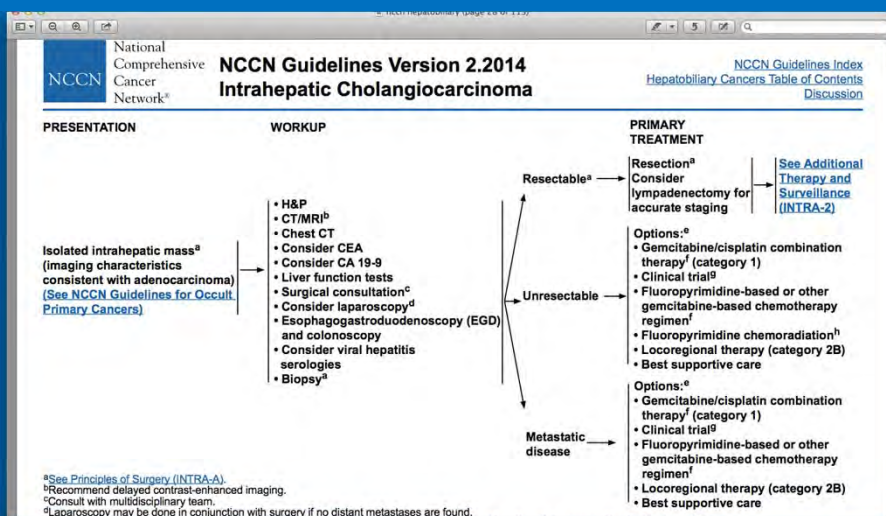 nccn hepatobiliary (page 28 of 113)
5
National
Comprehensive
Cancer
Network®
NCCN
NCCN Guidelines Version 2.2014
Intrahepatic Cholangiocarcinoma
NCCN Guidelines Index
Hepatobiliary Cancers Table of Contents
Discussion
PRESENTATION
WORKUP
PRIMARY
TREATMENT
Isolated intrahepatic mass^a
(imaging characteristics
consistent with adenocarcinoma)
(See NCCN Guidelines for Occult
Primary Cancers)
• H&P
• CT/MRI^b
• Chest CT
• Consider CEA
• Consider CA 19-9
• Liver function tests
• Surgical consultation^c
• Consider laparoscopy^d
• Esophagogastroduodenoscopy (EGD)
and colonoscopy
• Consider viral hepatitis
serologies
• Biopsy^a
Resectable^a
Resection^a
Consider
lympadenectomy for
accurate staging
See Additional
Therapy and
Surveillance
(INTRA-2)
Unresectable
Options:^e
• Gemcitabine/cisplatin combination
therapy^f (category 1)
• Clinical trial^g
• Fluoropyrimidine-based or other
gemcitabine-based chemotherapy
regimen^f
• Fluoropyrimidine chemoradiation^h
• Locoregional therapy (category 2B)
• Best supportive care
Metastatic
disease
Options:^e
• Gemcitabine/cisplatin combination
therapy^f (category 1)
• Clinical trial^g
• Fluoropyrimidine-based or other
gemcitabine-based chemotherapy
regimen^f
• Locoregional therapy (category 2B)
• Best supportive care
^aSee Principles of Surgery (INTRA-A).
^bRecommend delayed contrast-enhanced imaging.
^cConsult with multidisciplinary team.
^dLaparoscopy may be done in conjunction with surgery if no distant metastases are found.